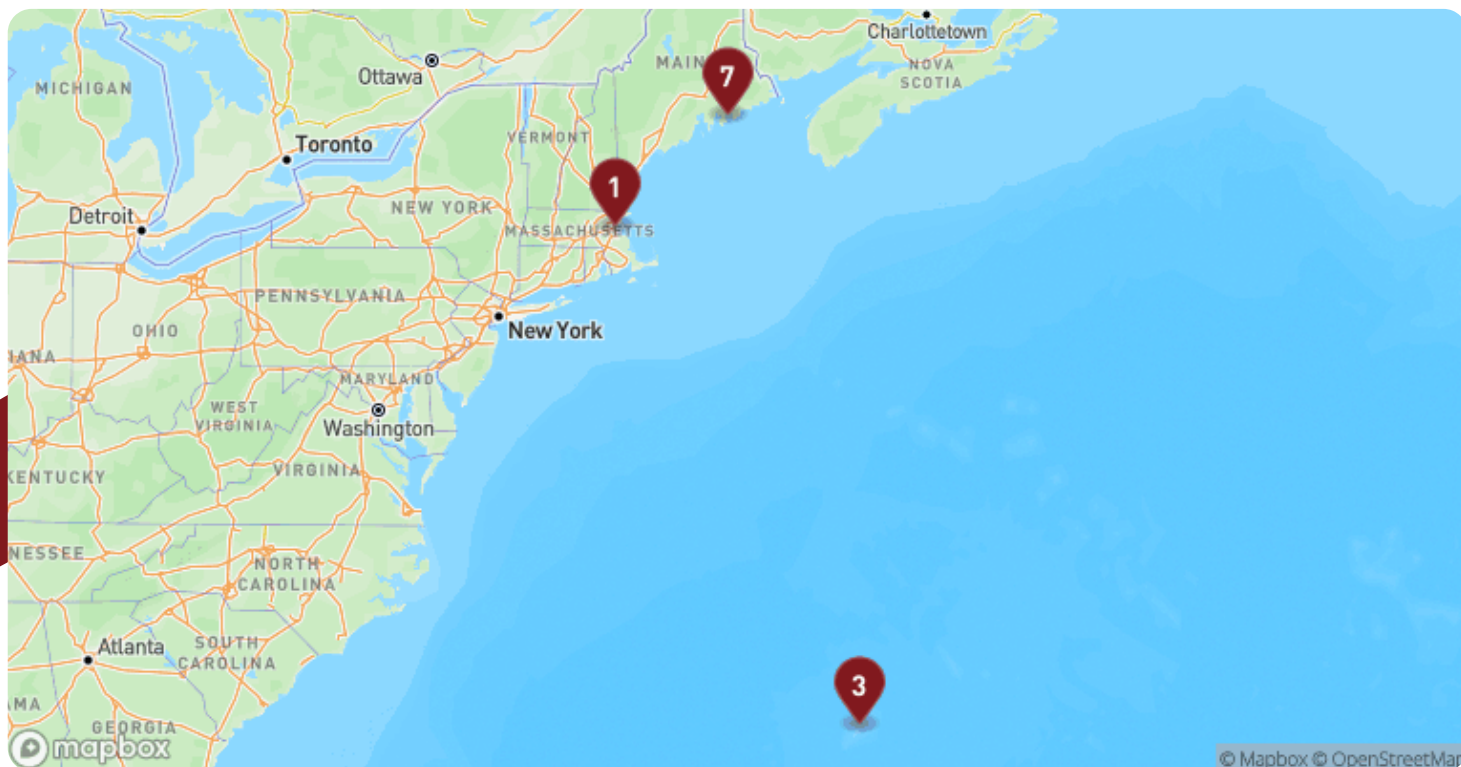 Charlottetown
Ottawa
MAIN
7
NOVA
SCOTIA
MICHIGAN
VERMONT
Toronto
1
NEW YORK
Detroit
MASSACHUSETTS
PENNSYLVANIA
New York
OHIO
IANA
MARYLAND
WEST
VIRGINIA
Washington
VIRGINIA
KENTUCKY
NESSEE
NORTH
CAROLINA
Atlanta
SOUTH
CAROLINA
3
AMA
GEORGIA
mapbox
© Mapbox © OpenStreetMap